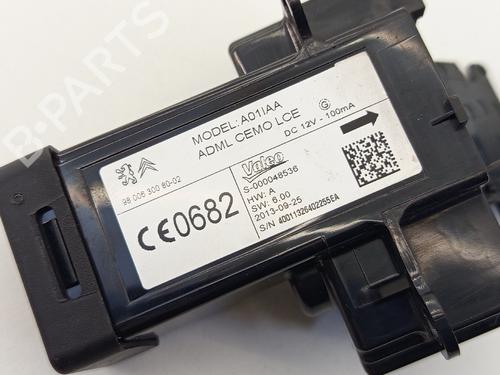 MODEL: A01IAA
ADML CEMO LCE
G
DC 12V - 100mA
98 006 300 80-02
CE0682
Valeo
S-000048536
HW: A
SW: 6.00
2013-09-25
S/N 40011326402255EA
B-PARTS